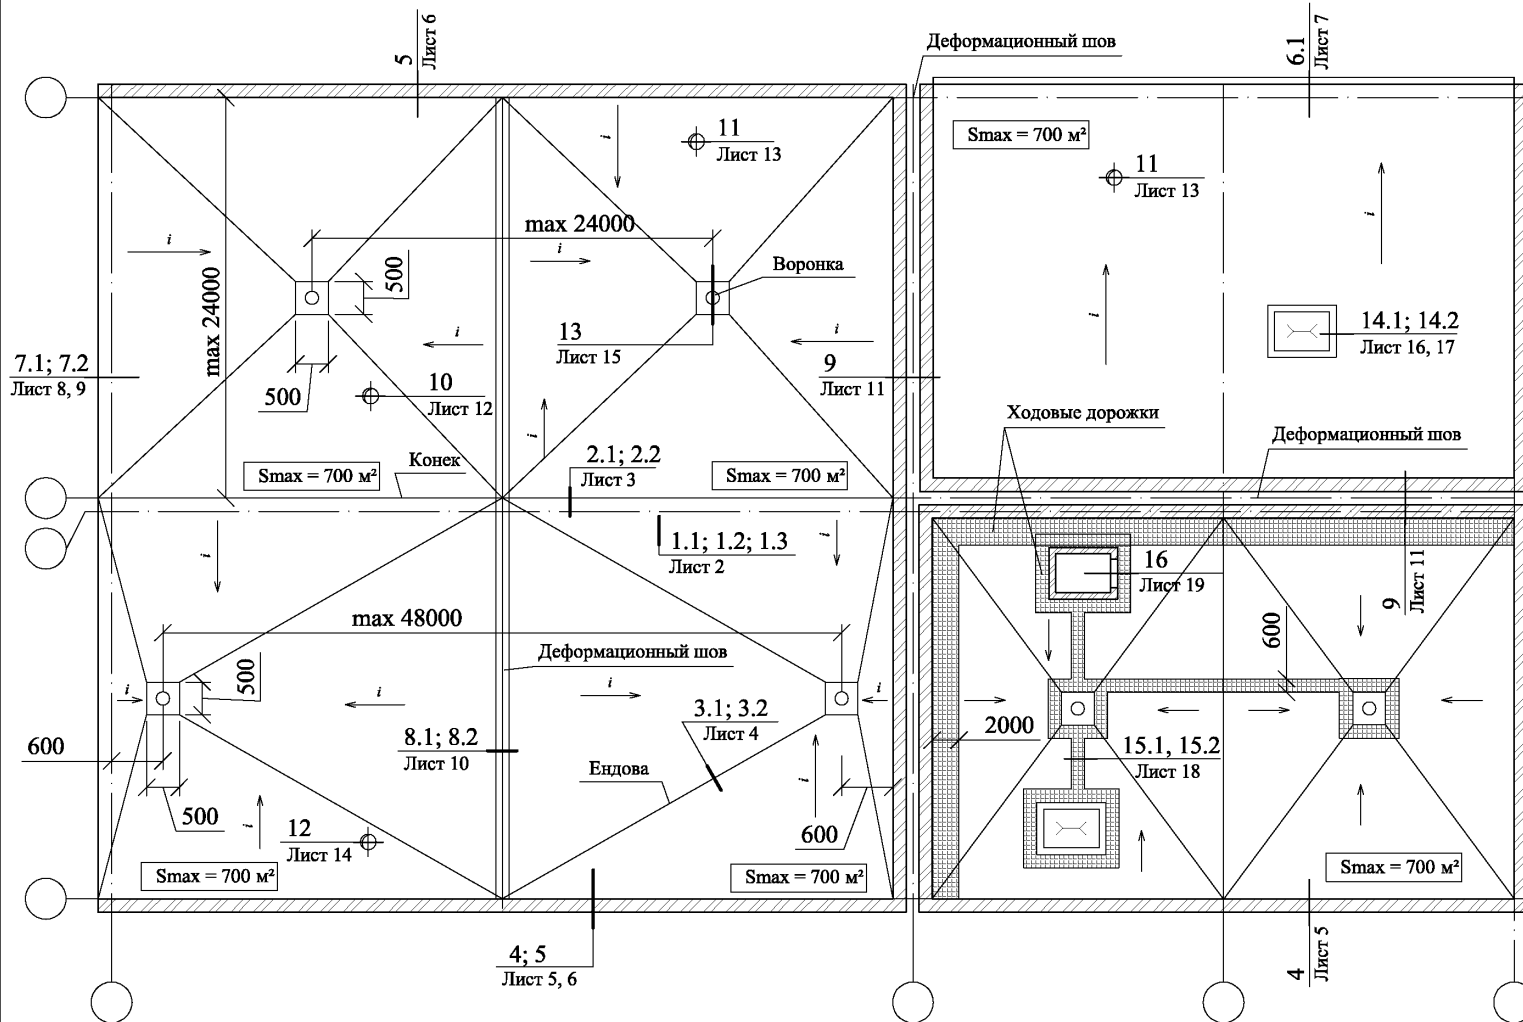 5
Лист 6
Деформационный шов
6.1
Лист 7
Smax = 700 м²
11
Лист 13
i
11
Лист 13
i
max 24000
i
i
Воронка
500
max 24000
i
i
i
13
Лист 15
14.1; 14.2
Лист 16, 17
7.1; 7.2
Лист 8, 9
9
Лист 11
500
10
Лист 12
Ходовые дорожки
Деформационный шов
i
Конек
2.1; 2.2
Лист 3
Smax = 700 м²
Smax = 700 м²
i
i
1.1; 1.2; 1.3
Лист 2
16
Лист 19
9
Лист 11
max 48000
600
Деформационный шов
500
i
i
i
i
3.1; 3.2
Лист 4
2000
600
8.1; 8.2
Лист 10
15.1, 15.2
Лист 18
Ендова
i
500
i
12
Лист 14
600
Smax = 700 м²
Smax = 700 м²
Smax = 700 м²
4; 5
Лист 5, 6
4
Лист 5